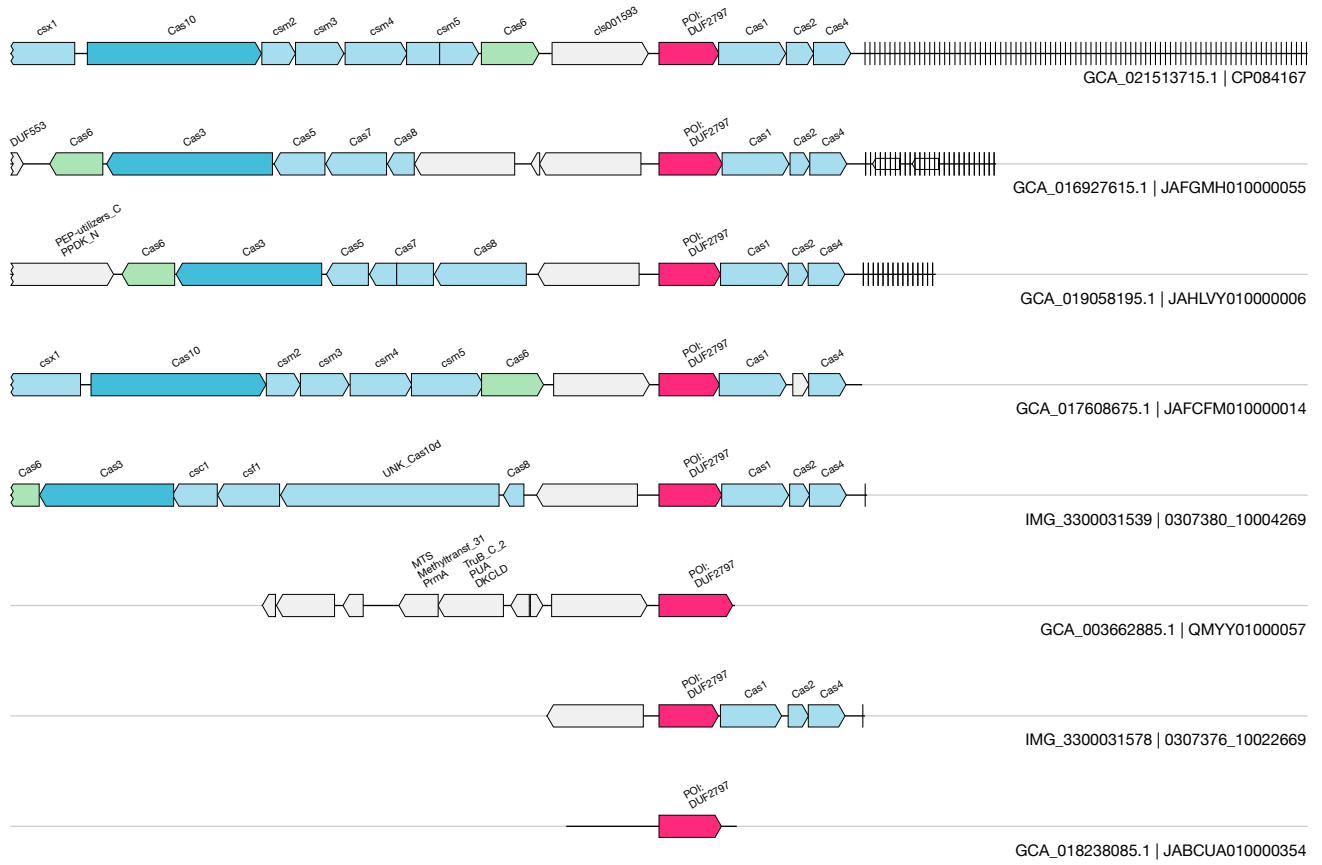 csx1
Cas10
csm2
csm3
csm4
csm5
Cas6
cls001593
POI:
DUF2797
Cas1
Cas2
Cas4
GCA_021513715.1 | CP084167
DUF553
Cas6
Cas3
Cas5
Cas7
Cas8
POI:
DUF2797
Cas1
Cas2
Cas4
GCA_016927615.1 | JAFGMH010000055
PEP-utilizers_C
PPDK_N
Cas6
Cas3
Cas5
Cas7
Cas8
POI:
DUF2797
Cas1
Cas2
Cas4
GCA_019058195.1 | JAHLVY010000006
csx1
Cas10
csm2
csm3
csm4
csm5
Cas6
POI:
DUF2797
Cas1
Cas4
GCA_017608675.1 | JAFCFM010000014
Cas6
Cas3
csc1
csf1
UNK_Cas10d
Cas8
POI:
DUF2797
Cas1
Cas2
Cas4
IMG_3300031539 | 0307380_10004269
MTS
Methyltransf_31
PrmA
TruB_C_2
PUA
DKCLD
POI:
DUF2797
GCA_003662885.1 | QMYY01000057
POI:
DUF2797
Cas1
Cas2
Cas4
IMG_3300031578 | 0307376_10022669
POI:
DUF2797
GCA_018238085.1 | JABCUA010000354